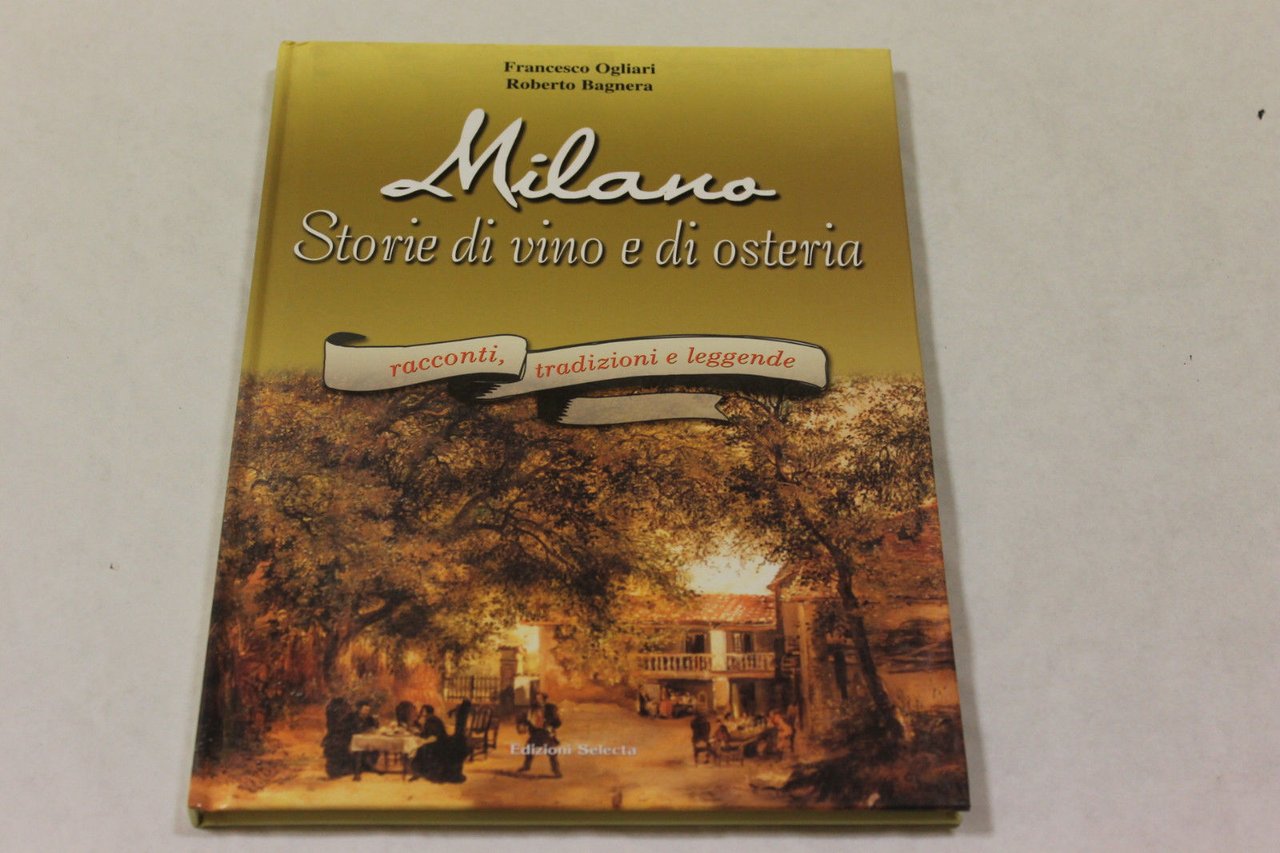 Francesco Ogliari
Roberto Bagnera
Milano
Storie di vino e di osteria
racconti, tradizioni e leggende
Edizioni Selecta